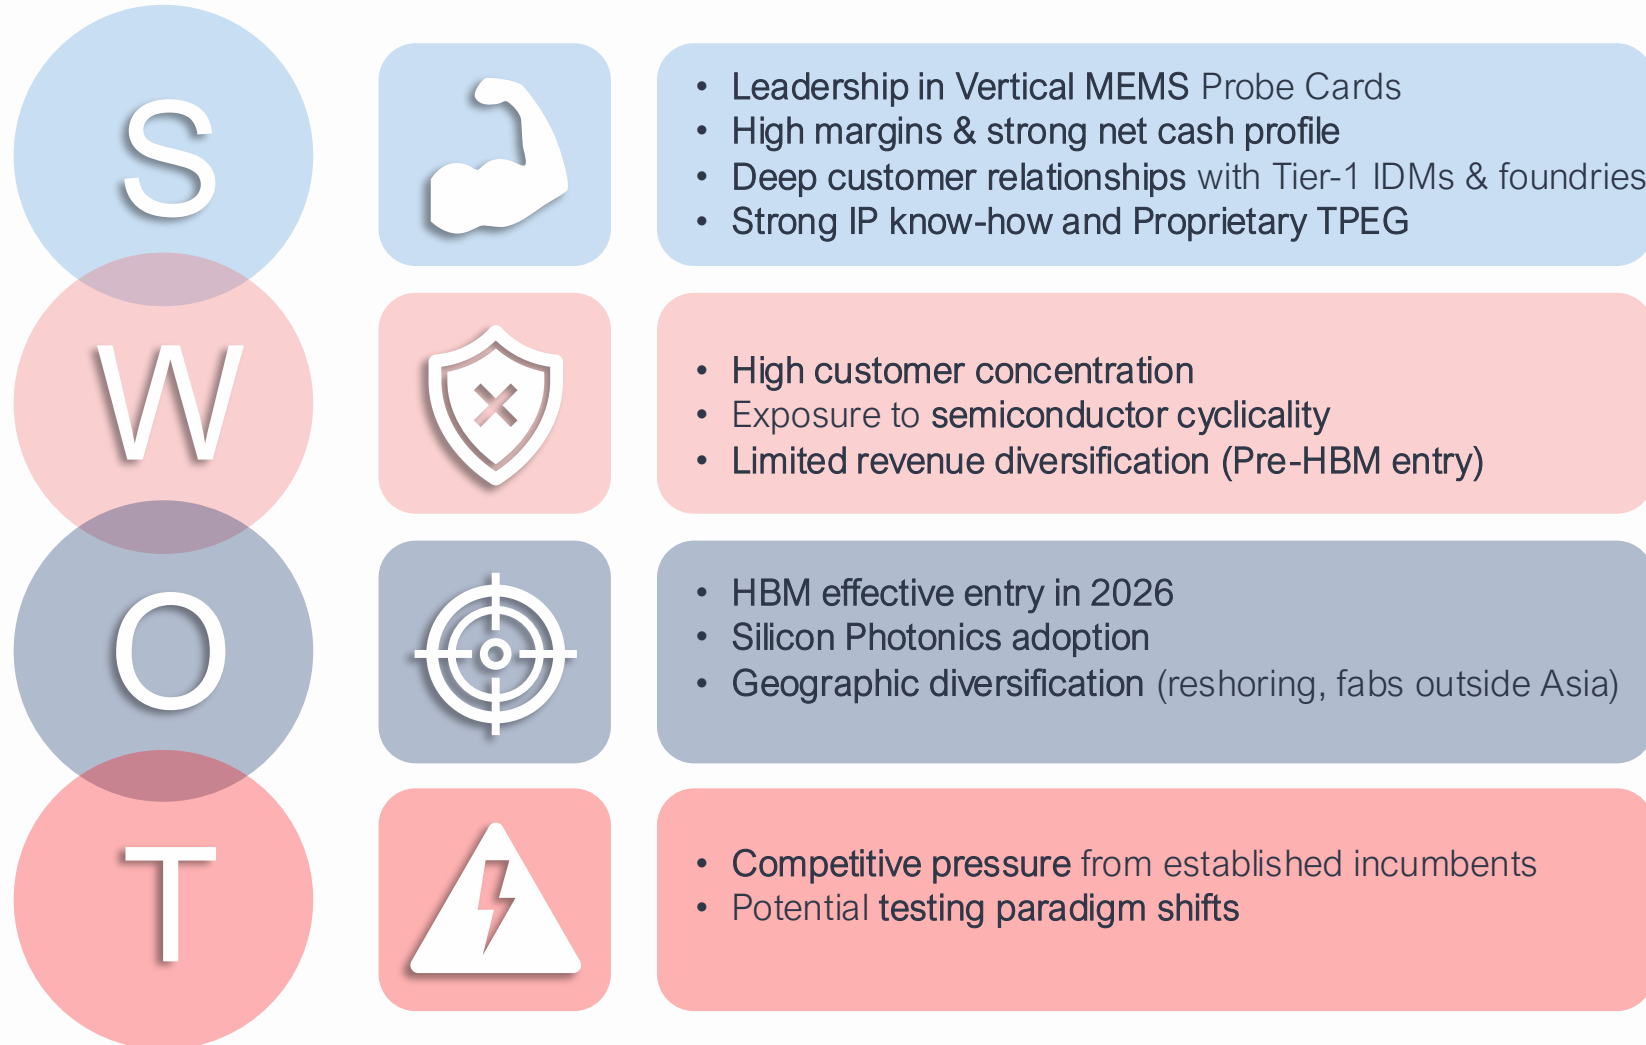 S
• Leadership in Vertical MEMS Probe Cards
• High margins & strong net cash profile
• Deep customer relationships with Tier-1 IDMs & foundries
• Strong IP know-how and Proprietary TPEG
W
• High customer concentration
• Exposure to semiconductor cyclicality
• Limited revenue diversification (Pre-HBM entry)
O
• HBM effective entry in 2026
• Silicon Photonics adoption
• Geographic diversification (reshoring, fabs outside Asia)
T
• Competitive pressure from established incumbents
• Potential testing paradigm shifts